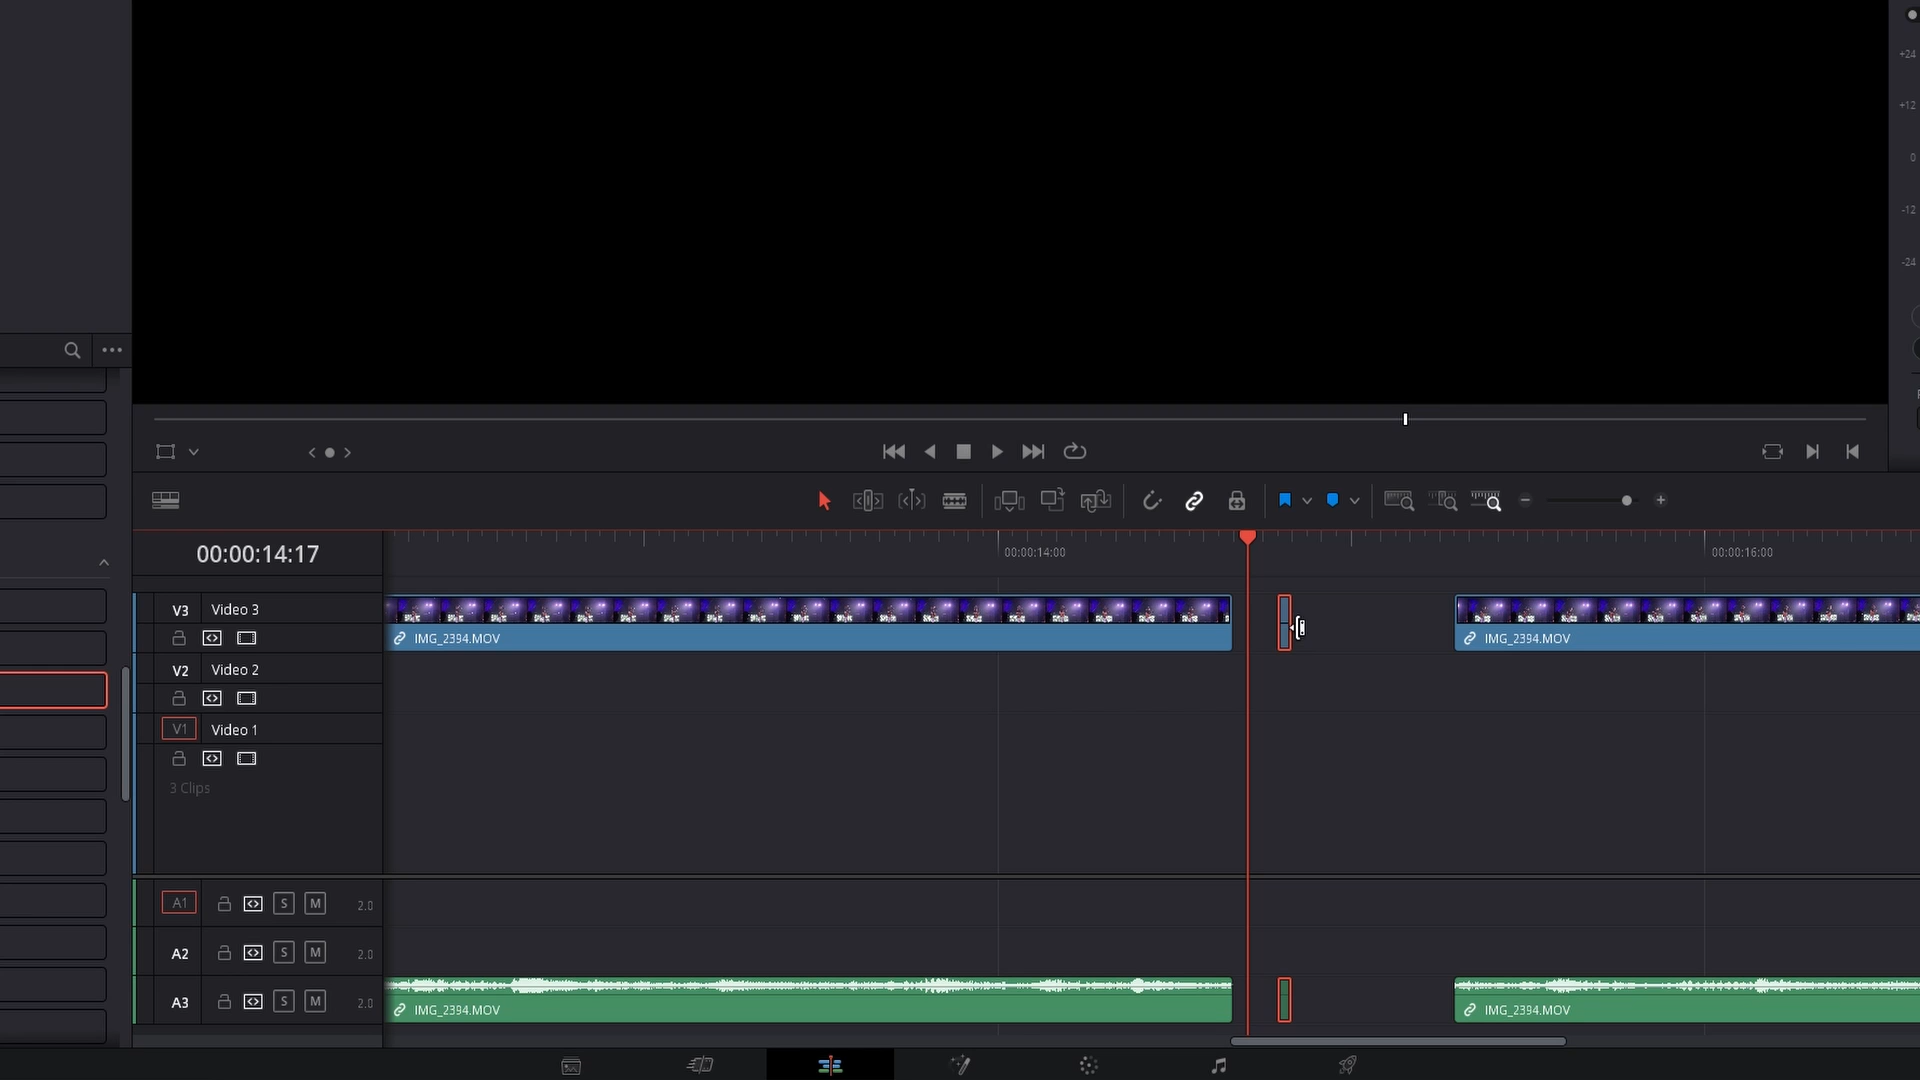 +24
+12
0
-12
-24
00:00:14:17
00:00:14:00
00:00:16:00
V3 Video 3
IMG_2394.MOV
IMG_2394.MOV
V2 Video 2
V1 Video 1
3 Clips
A1 S M 2.0
A2 S M 2.0
A3 S M 2.0
IMG_2394.MOV
IMG_2394.MOV